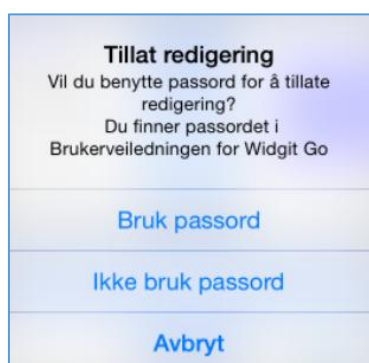 Tillat redigering
Vil du benytte passord for å tillate
redigering?
Du finner passordet i
Brukerveiledningen for Widgit Go
Bruk passord
Ikke bruk passord
Avbryt